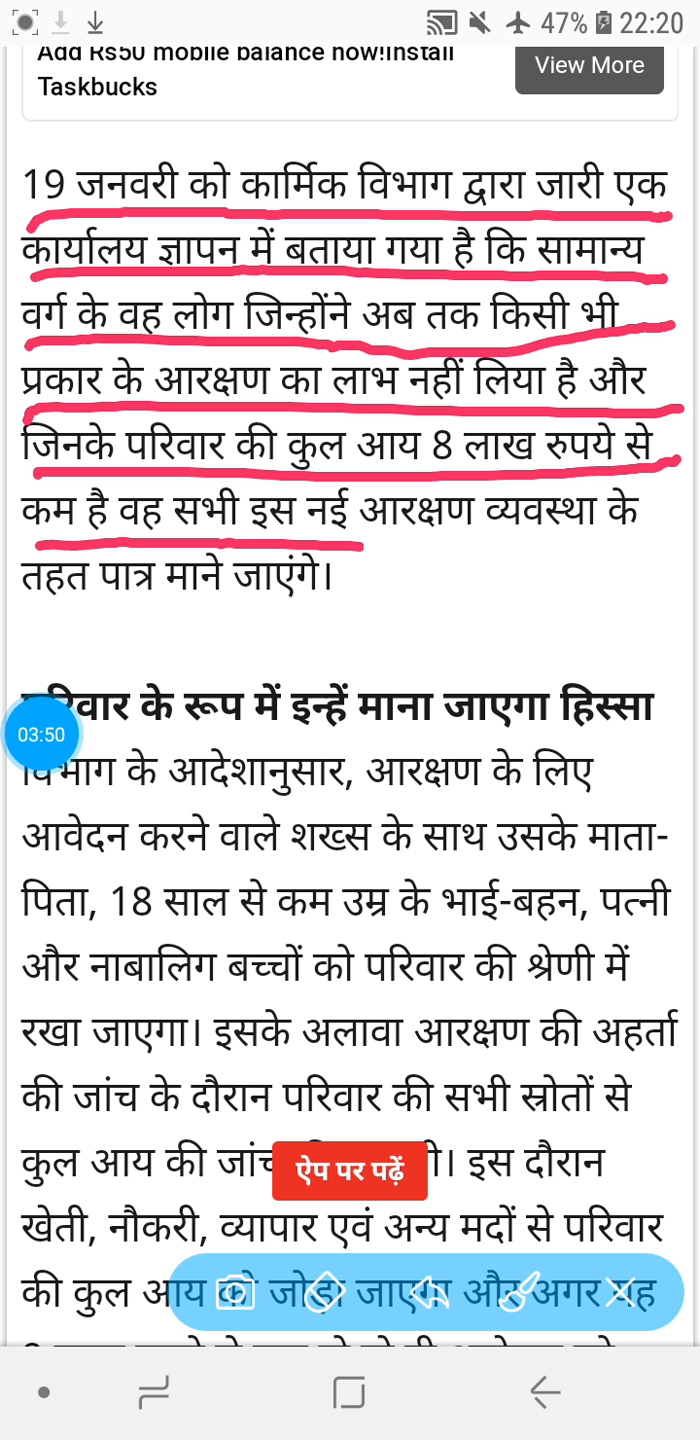 47% 22:20
Add Rs50 mobile balance now!Install
Taskbucks
View More
19 जनवरी को कार्मिक विभाग द्वारा जारी एक
कार्यालय ज्ञापन में बताया गया है कि सामान्य
वर्ग के वह लोग जिन्होंने अब तक किसी भी
प्रकार के आरक्षण का लाभ नहीं लिया है और
जिनके परिवार की कुल आय 8 लाख रुपये से
कम है वह सभी इस नई आरक्षण व्यवस्था के
तहत पात्र माने जाएंगे।
परिवार के रूप में इन्हें माना जाएगा हिस्सा
03:50
विभाग के आदेशानुसार, आरक्षण के लिए
आवेदन करने वाले शख्स के साथ उसके माता-
पिता, 18 साल से कम उम्र के भाई-बहन, पत्नी
और नाबालिग बच्चों को परिवार की श्रेणी में
रखा जाएगा। इसके अलावा आरक्षण की अहर्ता
की जांच के दौरान परिवार की सभी स्रोतों से
कुल आय की जांच इस दौरान
ऐप पर पढ़ें
खेती, नौकरी, व्यापार एवं अन्य मदों से परिवार
की कुल आय को जोड़ा जाएगा और अगर यह